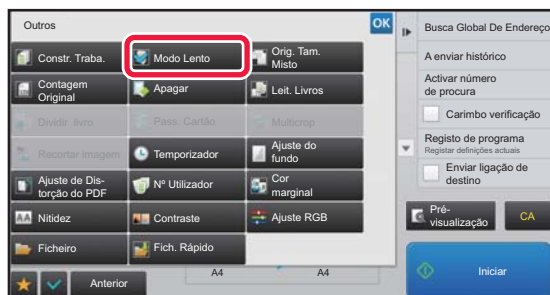 Outros
OK
Constr. Traba.
Modo Lento
Orig. Tam.
Misto
Contagem
Original
Apagar
Leit. Livros
Dividir livro
Pass. Cartão
Multicrop
Recortar imagem
Temporizador
Ajuste do
fundo
Ajuste de Dis-
torção do PDF
Nº Utilizador
Cor
marginal
AA
Nitidez
Contraste
Ajuste RGB
Ficheiro
Fich. Rápido
Anterior
A4
A4
Busca Global De Endereço
A enviar histórico
Activar número
de procura
Carimbo verificação
Registo de programa
Registar definições actuais
Enviar ligação de
destino
Pré-
visualização
CA
Iniciar